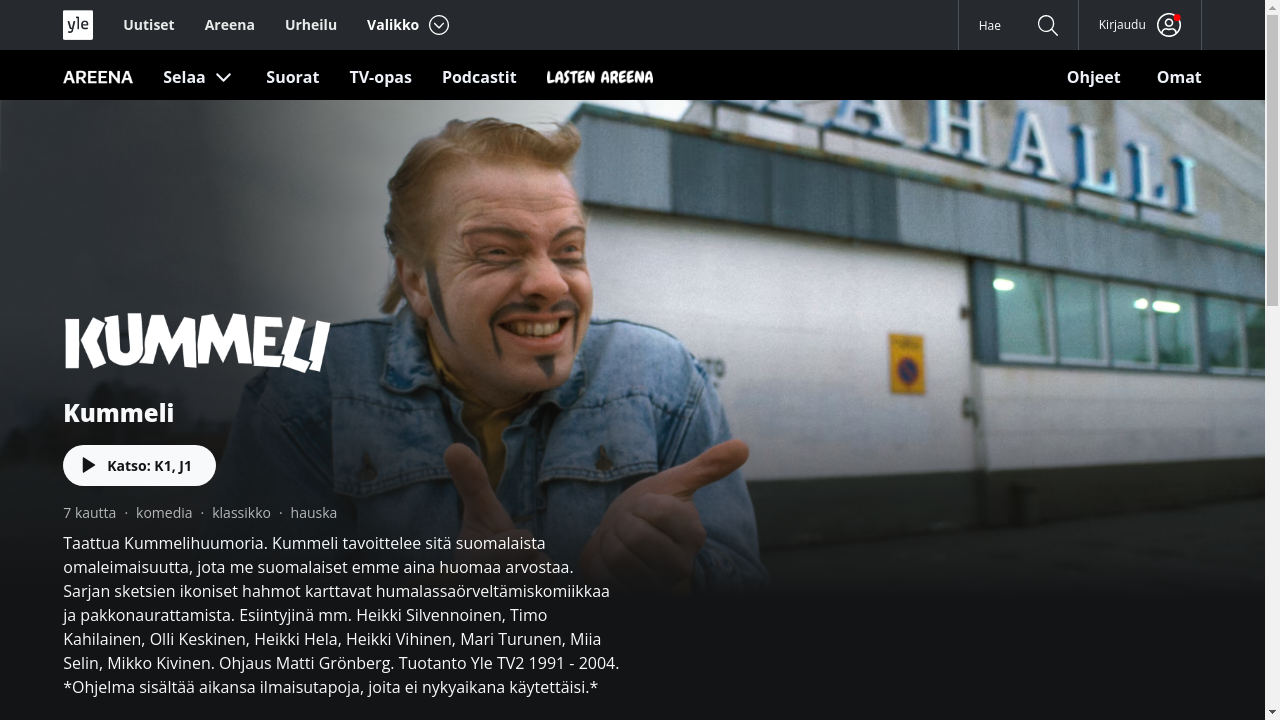 yle
Uutiset
Areena
Urheilu
Valikko
Hae
Kirjaudu
AREENA
Selaa
Suorat
TV-opas
Podcastit
LASTEN AREENA
Ohjeet
Omat
AHALLI
KUMMELI
Kummeli
Katso: K1, J1
7 kautta · komedia · klassikko · hauska
Taattua Kummelihuumoria. Kummeli tavoittelee sitä suomalaista
omaleimaisuutta, jota me suomalaiset emme aina huomaa arvostaa.
Sarjan sketsien ikoniset hahmot karttavat humalassaörveltämiskomiikkaa
ja pakkonaurattamista. Esiintyjinä mm. Heikki Silvennoinen, Timo
Kahilainen, Olli Keskinen, Heikki Hela, Heikki Vihinen, Mari Turunen, Miia
Selin, Mikko Kivinen. Ohjaus Matti Grönberg. Tuotanto Yle TV2 1991 - 2004.
*Ohjelma sisältää aikansa ilmaisutapoja, joita ei nykyaikana käytettäisi.*